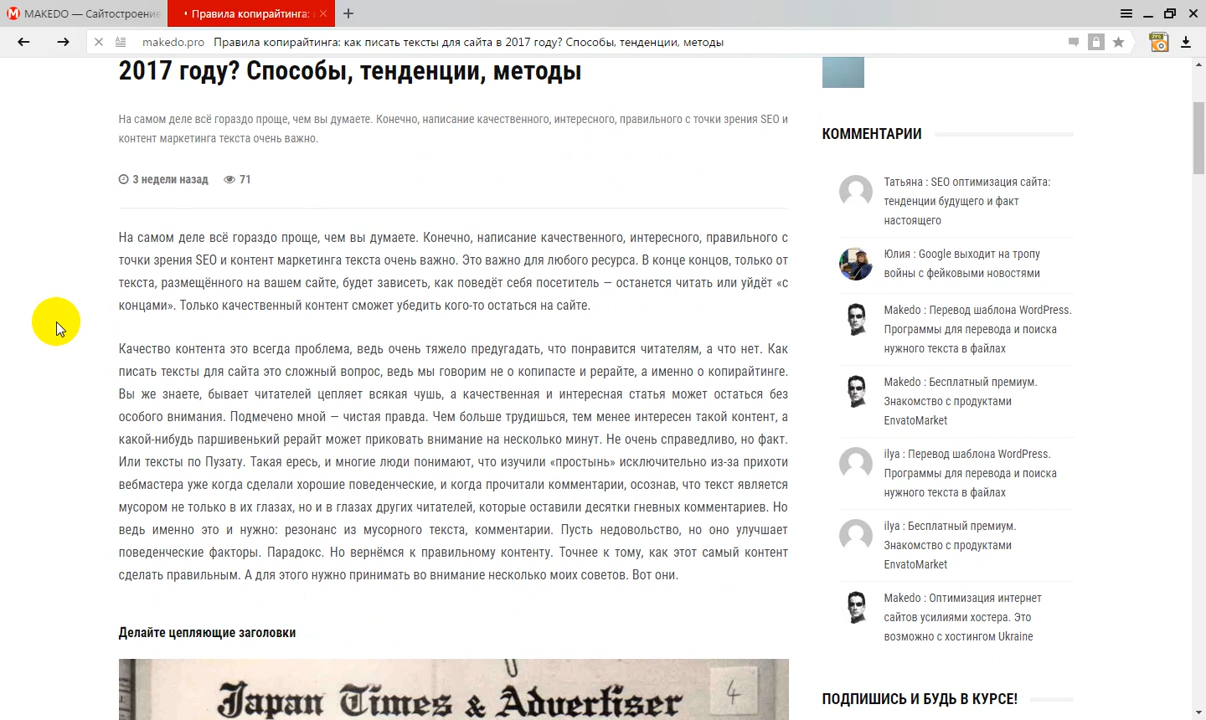 MAKEDO — Сайтостроение
• Правила копирайтинга:
makedo.pro Правила копирайтинга: как писать тексты для сайта в 2017 году? Способы, тенденции, методы
2017 году? Способы, тенденции, методы
На самом деле всё гораздо проще, чем вы думаете. Конечно, написание качественного, интересного, правильного с точки зрения SEO и
контент маркетинга текста очень важно.
3 недели назад 71
На самом деле всё гораздо проще, чем вы думаете. Конечно, написание качественного, интересного, правильного с
точки зрения SEO и контент маркетинга текста очень важно. Это важно для любого ресурса. В конце концов, только от
текста, размещённого на вашем сайте, будет зависеть, как поведёт себя посетитель — останется читать или уйдёт «с
концами». Только качественный контент сможет убедить кого-то остаться на сайте.
Качество контента это всегда проблема, ведь очень тяжело предугадать, что понравится читателям, а что нет. Как
писать тексты для сайта это сложный вопрос, ведь мы говорим не о копипасте и рерайте, а именно о копирайтинге.
Вы же знаете, бывает читателей цепляет всякая чушь, а качественная и интересная статья может остаться без
особого внимания. Подмечено мной — чистая правда. Чем больше трудишься, тем менее интересен такой контент, а
какой-нибудь паршивенький рерайт может приковать внимание на несколько минут. Не очень справедливо, но факт.
Или тексты по Пузату. Такая ересь, и многие люди понимают, что изучили «простынь» исключительно из-за прихоти
вебмастера уже когда сделали хорошие поведенческие, и когда прочитали комментарии, осознав, что текст является
мусором не только в их глазах, но и в глазах других читателей, которые оставили десятки гневных комментариев. Но
ведь именно это и нужно: резонанс из мусорного текста, комментарии. Пусть недовольство, но оно улучшает
поведенческие факторы. Парадокс. Но вернёмся к правильному контенту. Точнее к тому, как этот самый контент
сделать правильным. А для этого нужно принимать во внимание несколько моих советов. Вот они.
Делайте цепляющие заголовки
Japan Times & Advertiser
4
КОММЕНТАРИИ
Татьяна : SEO оптимизация сайта:
тенденции будущего и факт
настоящего
Юлия : Google выходит на тропу
войны с фейковыми новостями
Makedo : Перевод шаблона WordPress.
Программы для перевода и поиска
нужного текста в файлах
Makedo : Бесплатный премиум.
Знакомство с продуктами
EnvatoMarket
ilya : Перевод шаблона WordPress.
Программы для перевода и поиска
нужного текста в файлах
ilya : Бесплатный премиум.
Знакомство с продуктами
EnvatoMarket
Makedo : Оптимизация интернет
сайтов усилиями хостера. Это
возможно с хостингом Ukraine
ПОДПИШИСЬ И БУДЬ В КУРСЕ!